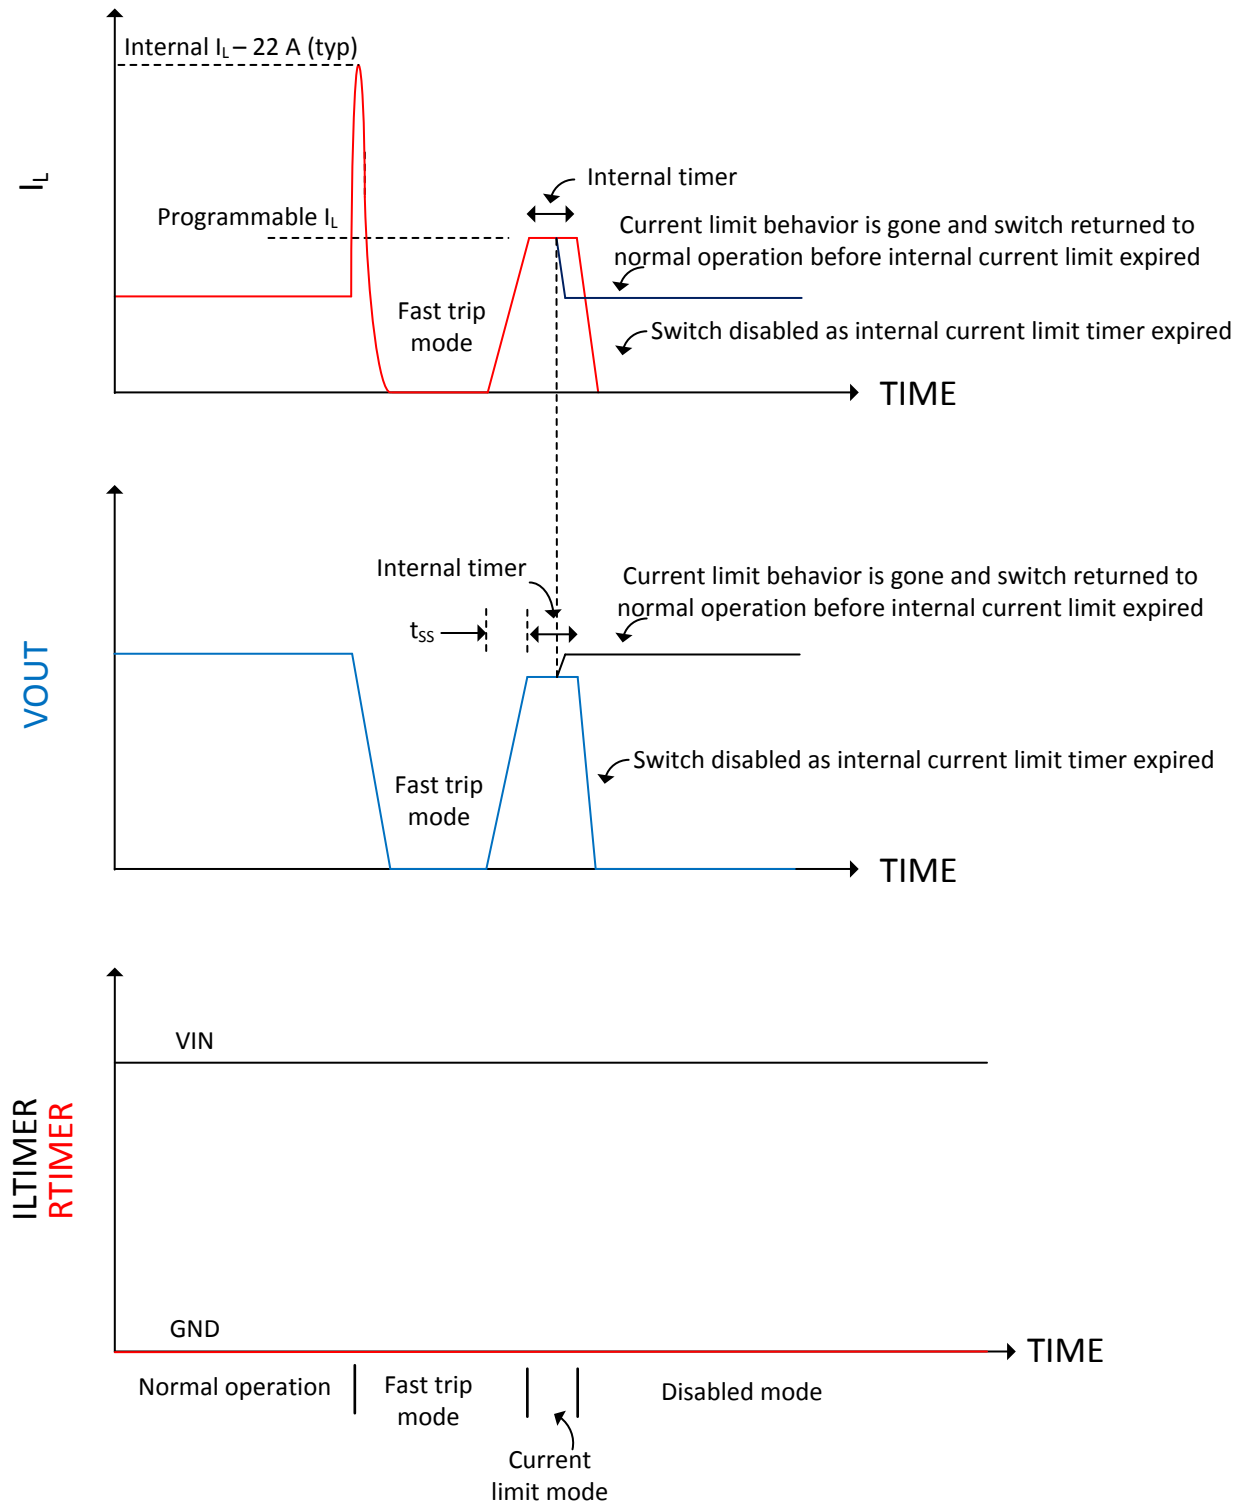 Internal IL – 22 A (typ)
IL
Internal timer
Programmable IL
Current limit behavior is gone and switch returned to
normal operation before internal current limit expired
Fast trip
mode
Switch disabled as internal current limit timer expired
TIME
Internal timer
Current limit behavior is gone and switch returned to
normal operation before internal current limit expired
tSS
VOUT
Switch disabled as internal current limit timer expired
Fast trip
mode
TIME
VIN
ILTIMER
RTIMER
GND
TIME
Normal operation
Fast trip
mode
Disabled mode
Current
limit mode